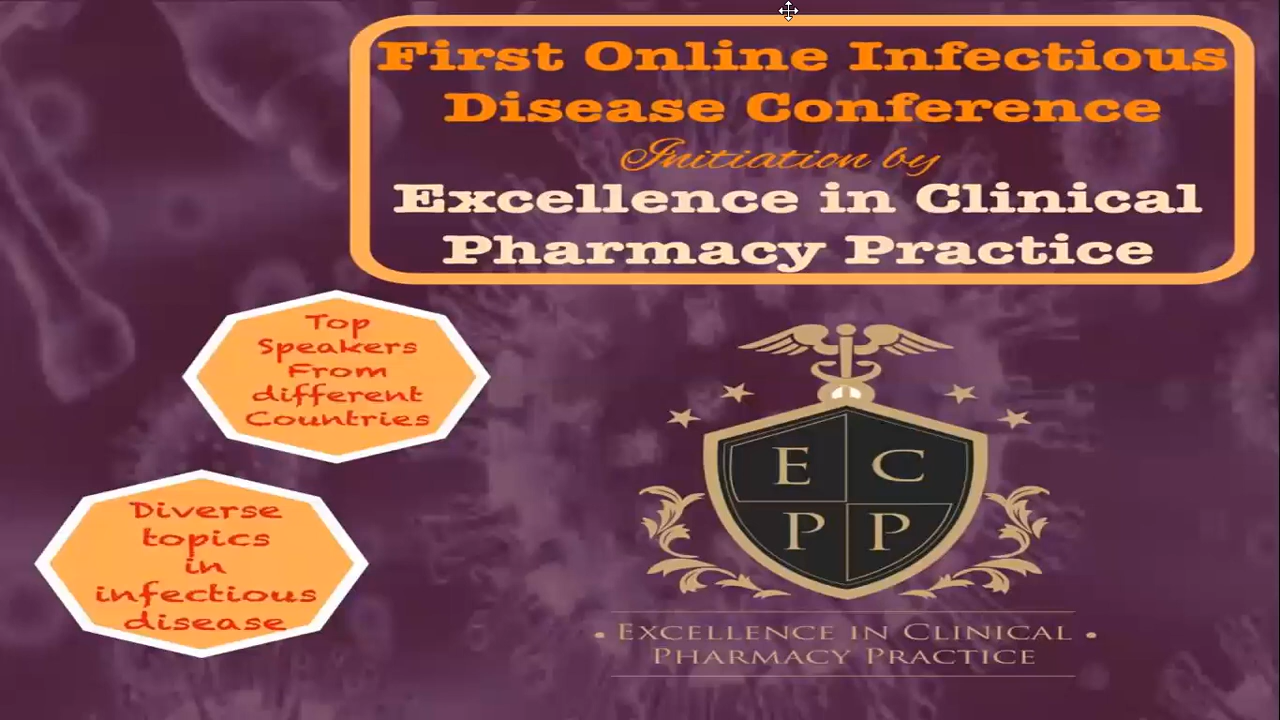 First Online Infectious
Disease Conference
Initiation by
Excellence in Clinical
Pharmacy Practice
Top
Speakers
From
different
Countries
Diverse
topics
in
infectious
disease
E C
P P
• Excellence in Clinical •
Pharmacy Practice